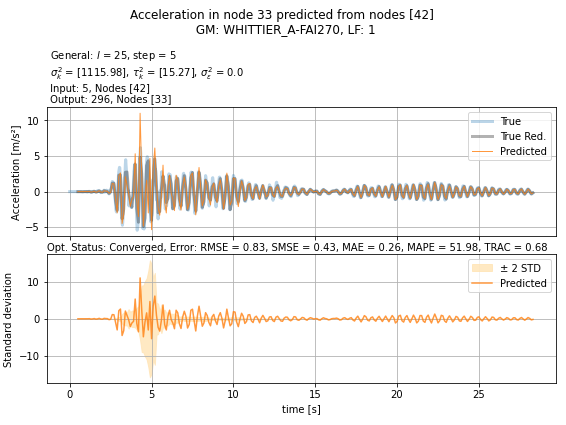 Acceleration in node 33 predicted from nodes [42]
GM: WHITTIER_A-FAI270, LF: 1
General: l = 25, step = 5
σ²ₖ = [1115.98], τ²ₖ = [15.27], σ²_ε = 0.0
Input: 5, Nodes [42]
Output: 296, Nodes [33]
Acceleration [m/s²]
10
5
0
−5
True
True Red.
Predicted
Opt. Status: Converged, Error: RMSE = 0.83, SMSE = 0.43, MAE = 0.26, MAPE = 51.98, TRAC = 0.68
Standard deviation
10
0
−10
± 2 STD
Predicted
0 5 10 15 20 25
time [s]